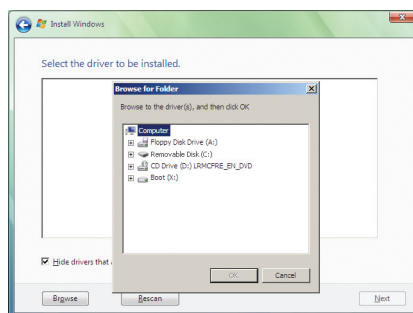 Install Windows
Select the driver to be installed.
Browse for Folder
Browse to the driver(s), and then click OK
Computer
Floppy Disk Drive (A:)
Removable Disk (C:)
CD Drive (D:) LRMCFRE_EN_DVD
Boot (X:)
Hide drivers that
OK
Cancel
Browse
Rescan
Next